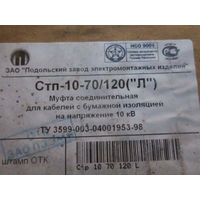 ISO 9001
ЗАО "Подольский завод электромонтажных изделий"
Стп-10-70/120("Л")
Муфта соединительная
для кабелей с бумажной изоляцией
на напряжение 10 кВ
ТУ 3599-003-04001953-98
штамп ОТК
Стр 10 70 120 L